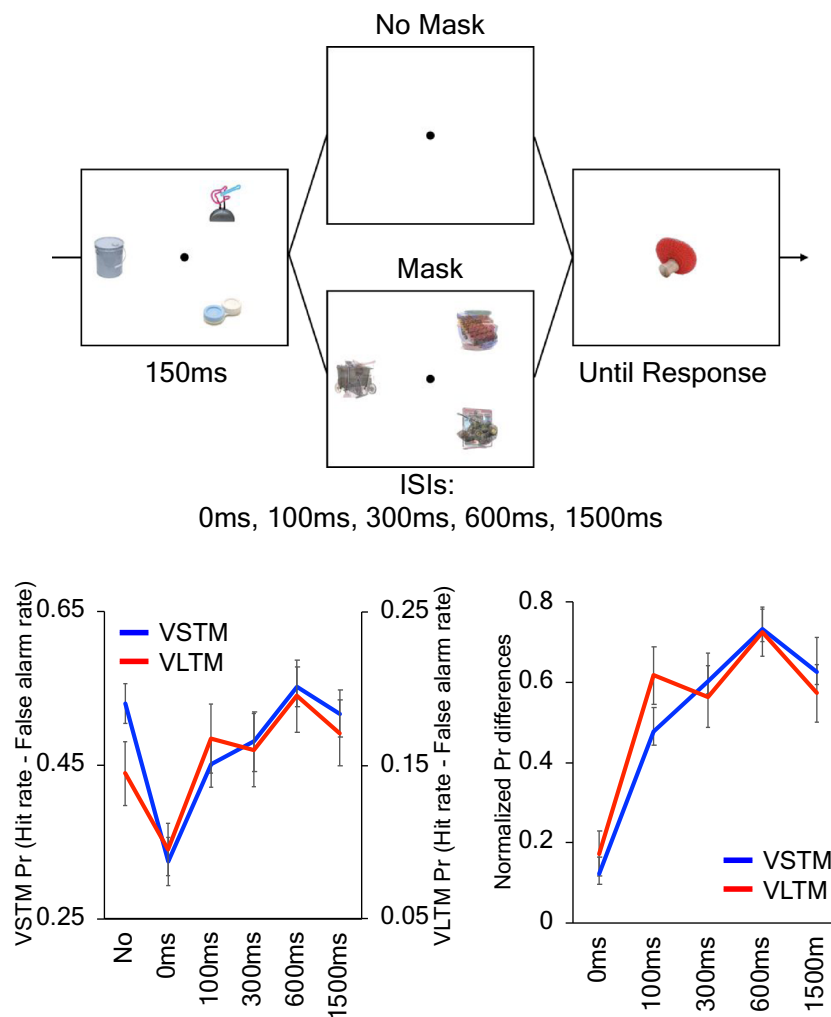 No Mask
Mask
150ms
Until Response
ISIs:
0ms, 100ms, 300ms, 600ms, 1500ms
VSTM Pr (Hit rate - False alarm rate)
0.65
0.45
0.25
VSTM
VLTM
No
0ms
100ms
300ms
600ms
1500ms
0.25
0.15
0.05
VLTM Pr (Hit rate - False alarm rate)
Normalized Pr differences
0.8
0.6
0.4
0.2
0
VSTM
VLTM
0ms
100ms
300ms
600ms
1500m